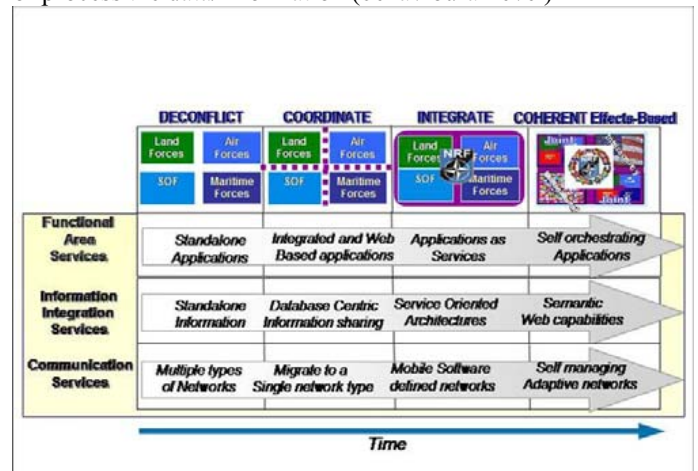 DECONFLICT COORDINATE INTEGRATE COHERENT Effects-Based
Land Forces Air Forces Land Forces Air Forces Land Forces Air Forces Joint
NRF
SOF Maritime Forces SOF Maritime Forces SOF Maritime Forces Joint
Functional
Area
Services
Standalone
Applications
Integrated and Web
Based applications
Applications as
Services
Self orchestrating
Applications
Information
Integration
Services
Standalone
Information
Database Centric
Information sharing
Service Oriented
Architectures
Semantic
Web capabilities
Communication
Services
Multiple types
of Networks
Migrate to a
Single network type
Mobile Software
defined networks
Self managing
Adaptive networks
Time